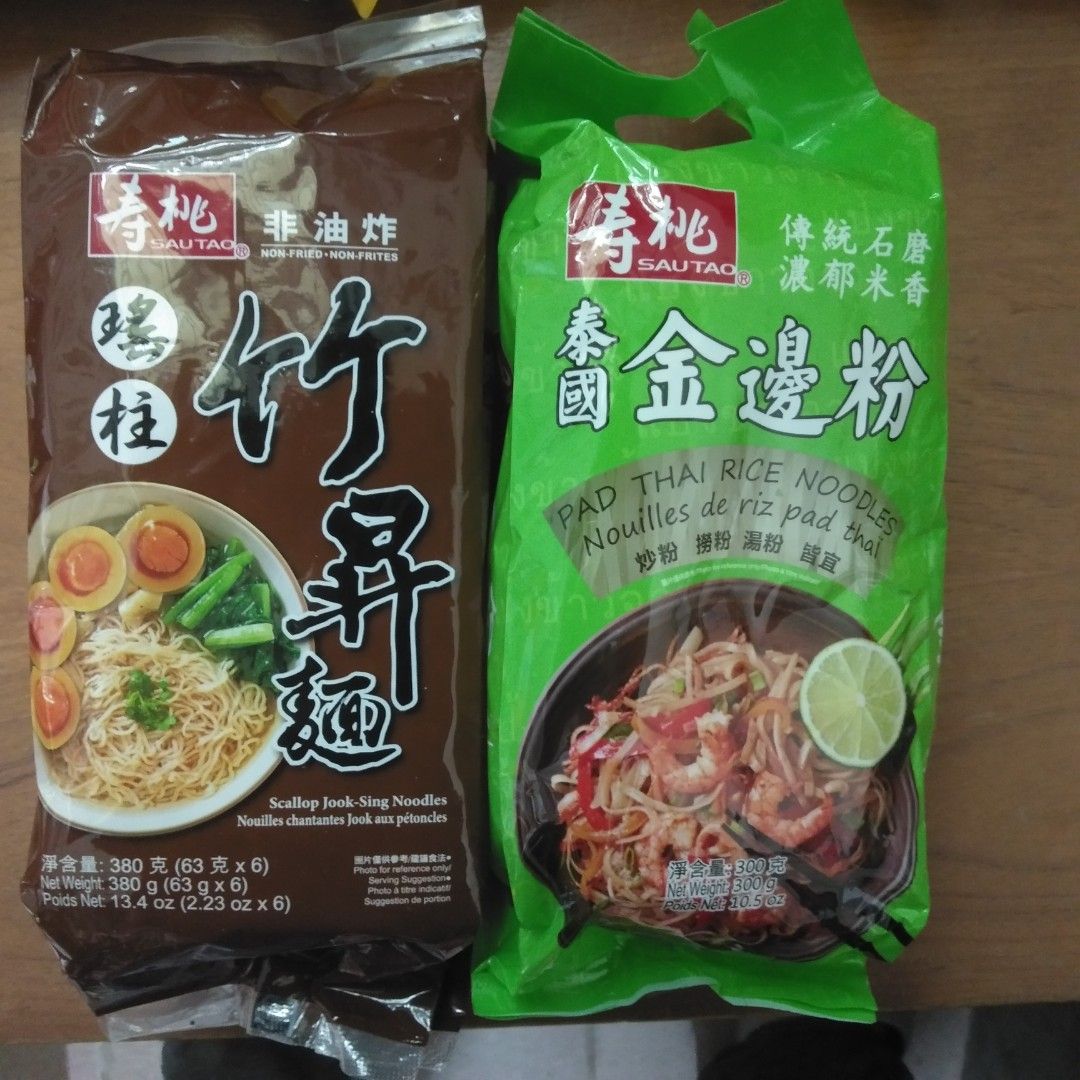 寿桃
SAUTAO®
非油炸
NON-FRIED•NON-FRITES
瑤柱
竹昇麵
Scallop Jook-Sing Noodles
Nouilles chantantes Jook aux pétoncles
淨含量: 380 克 (63 克 x 6)
Net Weight: 380 g (63 g x 6)
Poids Net: 13.4 oz (2.23 oz x 6)
圖片僅供參考/建議食法•
Photo for reference only/
Serving Suggestion•
Photo à titre indicatif/
Suggestion de portion
寿桃
SAUTAO®
傳統石磨
濃郁米香
泰國
金邊粉
PAD THAI RICE NOODLES
Nouilles de riz pad thai
炒粉 撈粉 湯粉 皆宜
淨含量: 300 克
Net Weight: 300 g
Poids Net: 10.5 oz